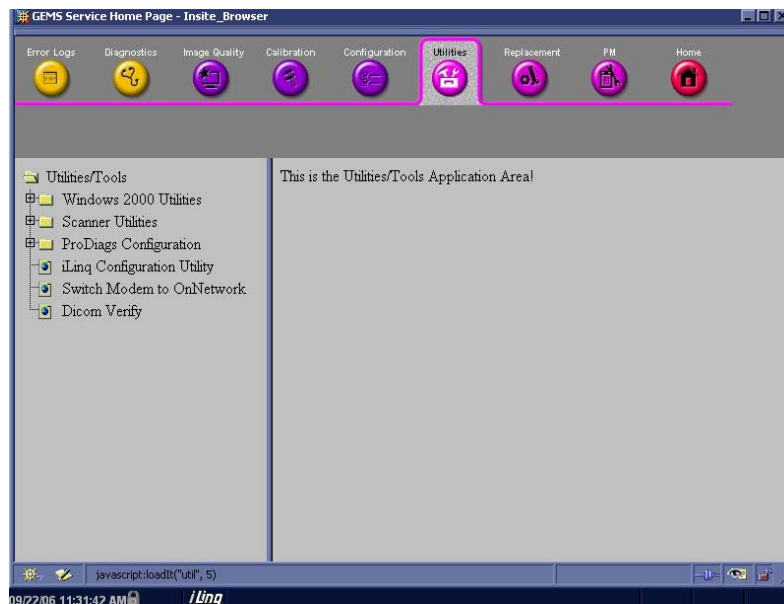 GEMS Service Home Page - Insite_Browser
Error Logs Diagnostics Image Quality Calibration Configuration Utilities Replacement PM Home
Utilities/Tools
Windows 2000 Utilities
Scanner Utilities
ProDiags Configuration
iLinq Configuration Utility
Switch Modem to OnNetwork
Dicom Verify
This is the Utilities/Tools Application Area!
javascript:loadIt("util", 5)
09/22/06 11:31:42 AM iLinq